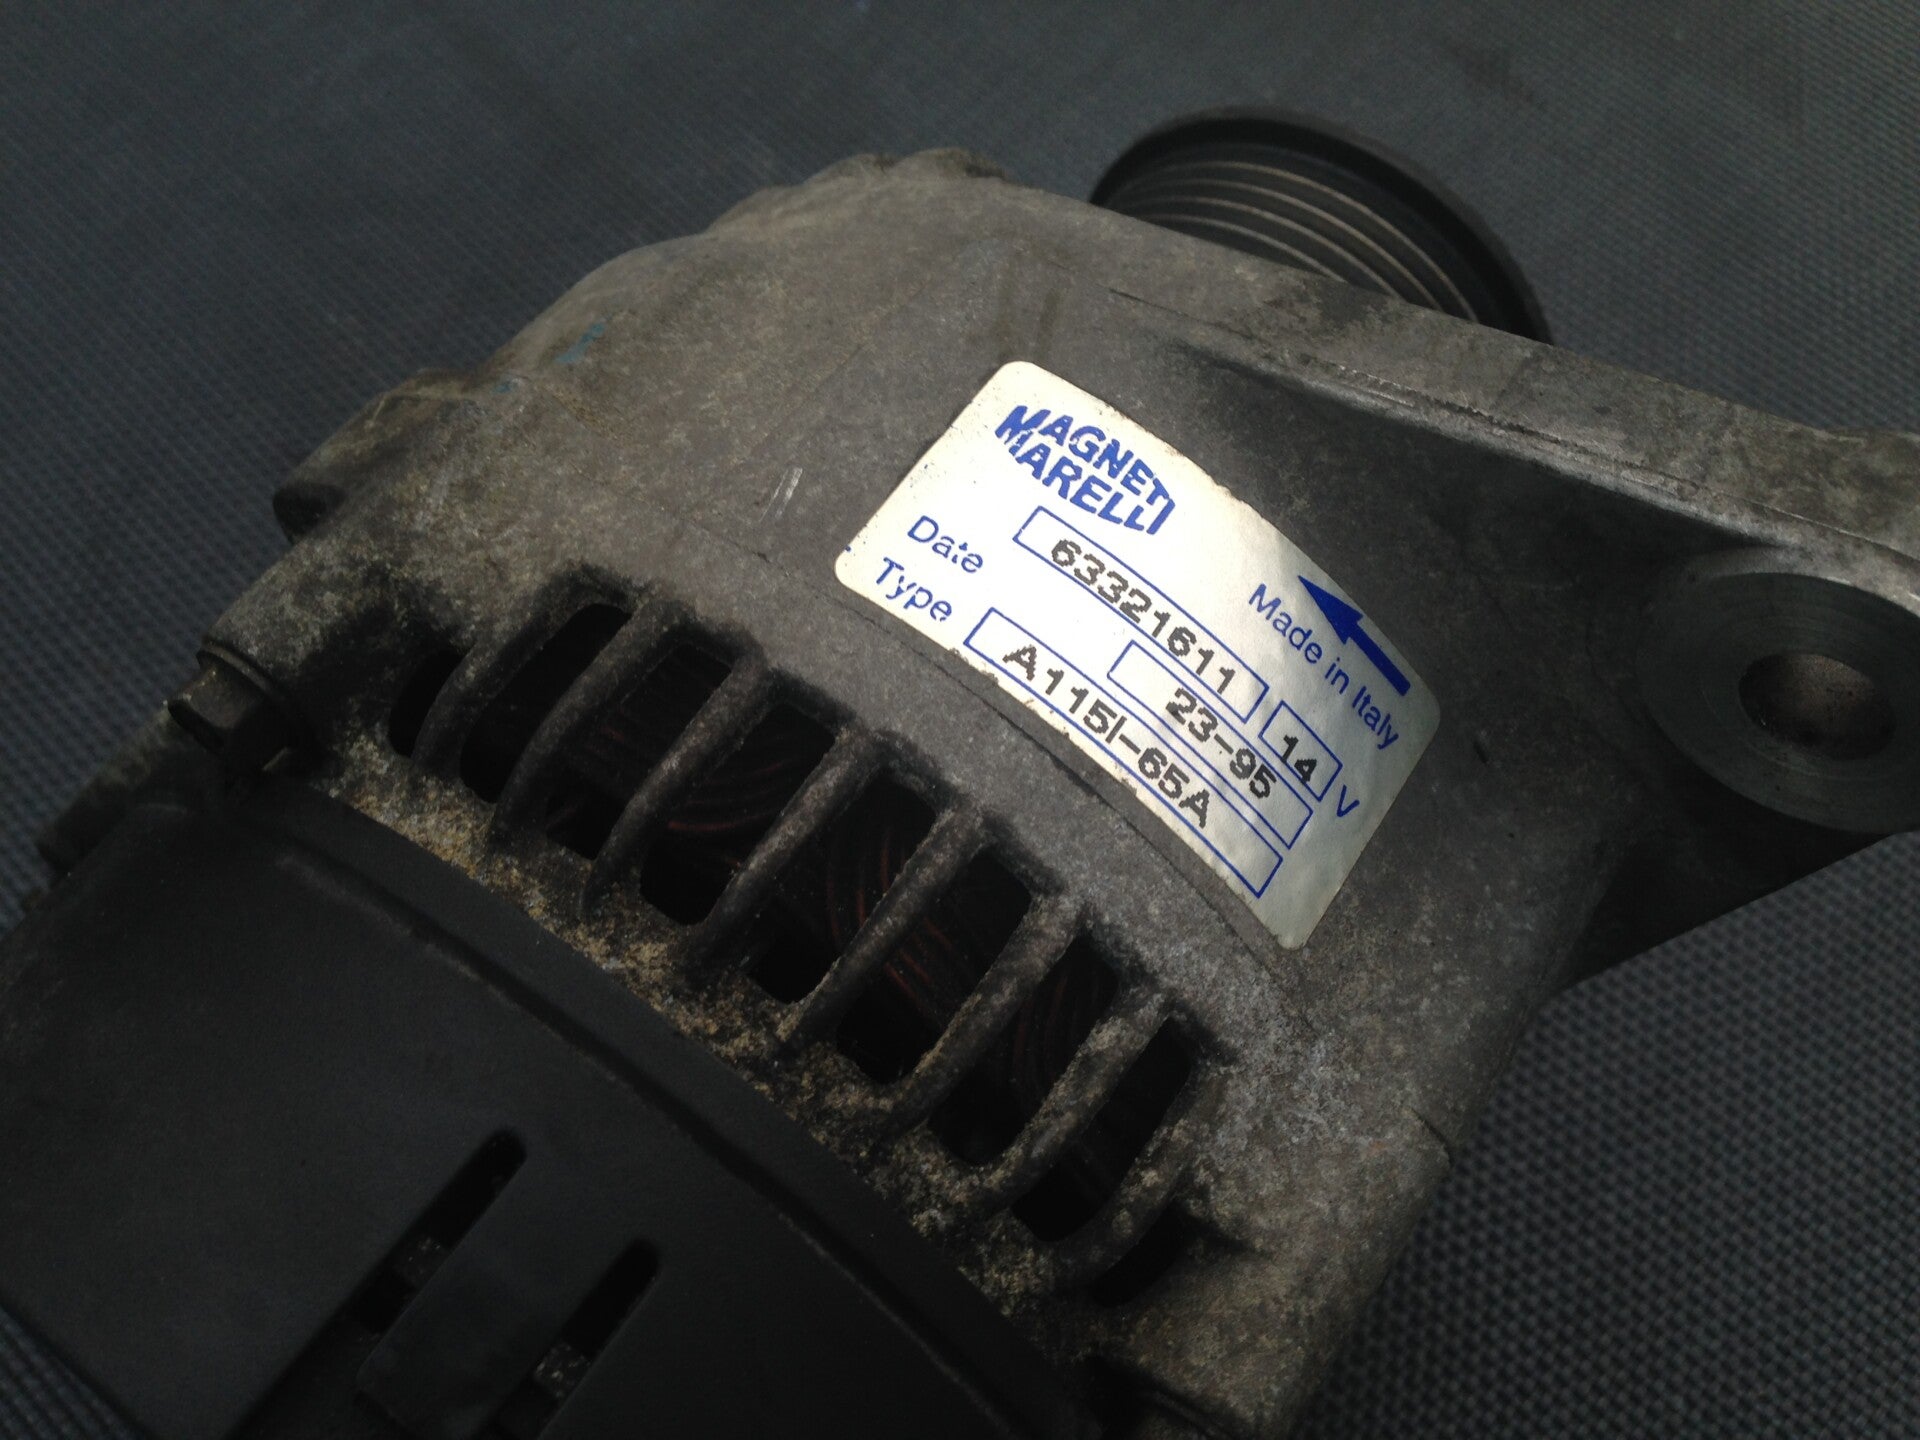 MAGNETI
MARELLI
Made in Italy
63321611
14 V
Date 23-95
Type A115I-65A